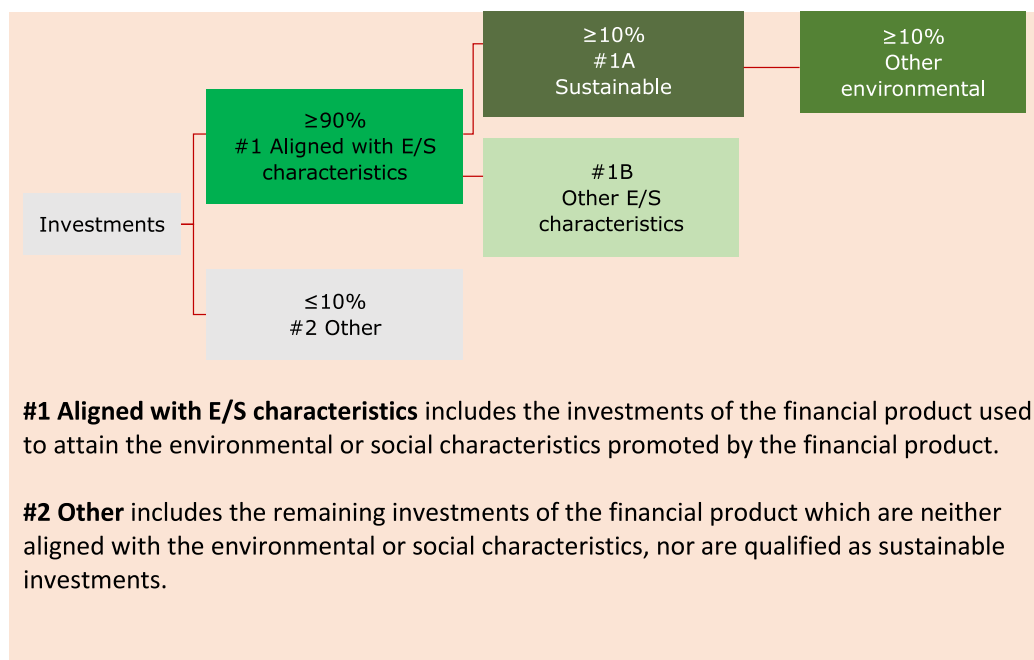 ≥10%
#1A
Sustainable
≥10%
Other
environmental
≥90%
#1 Aligned with E/S
characteristics
#1B
Other E/S
characteristics
Investments
≤10%
#2 Other
#1 Aligned with E/S characteristics includes the investments of the financial product used
to attain the environmental or social characteristics promoted by the financial product.
#2 Other includes the remaining investments of the financial product which are neither
aligned with the environmental or social characteristics, nor are qualified as sustainable
investments.